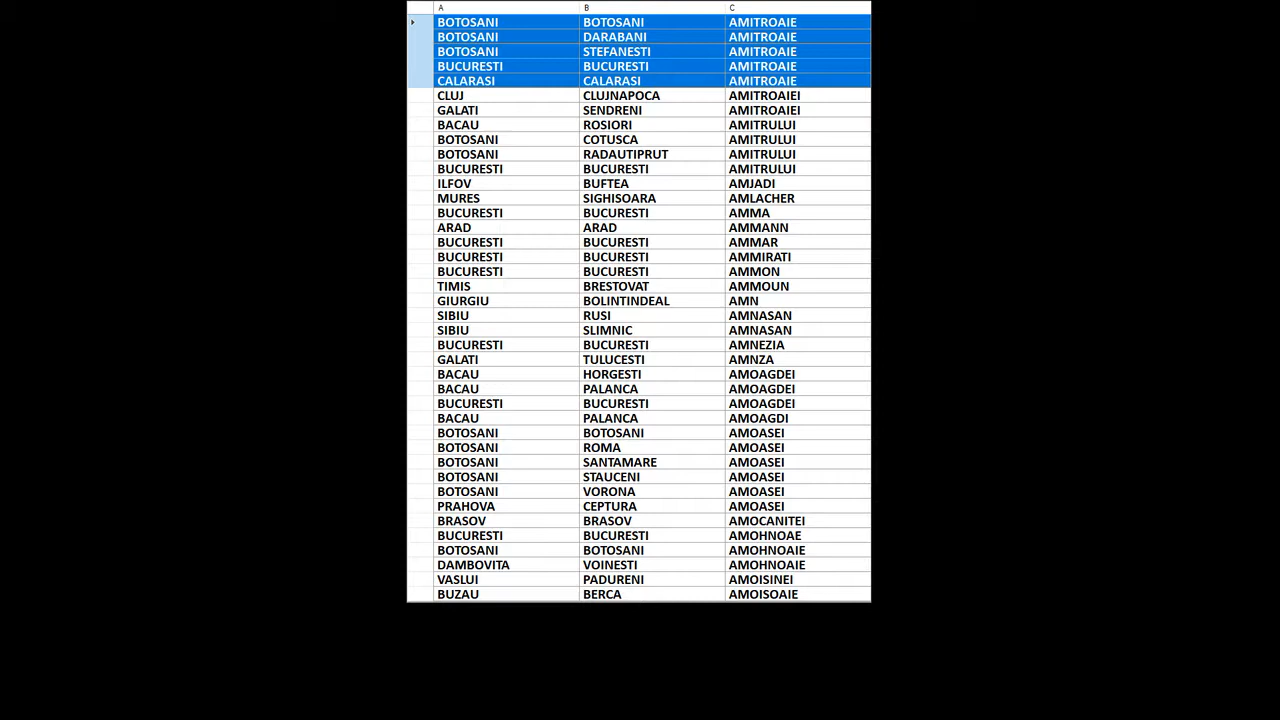 A B C
BOTOSANI BOTOSANI AMITROAIE
BOTOSANI DARABANI AMITROAIE
BOTOSANI STEFANESTI AMITROAIE
BUCURESTI BUCURESTI AMITROAIE
CALARASI CALARASI AMITROAIE
CLUJ CLUJNAPOCA AMITROAIEI
GALATI SENDRENI AMITROAIEI
BACAU ROSIORI AMITRULUI
BOTOSANI COTUSCA AMITRULUI
BOTOSANI RADAUTIPRUT AMITRULUI
BUCURESTI BUCURESTI AMITRULUI
ILFOV BUFTEA AMJADI
MURES SIGHISOARA AMLACHER
BUCURESTI BUCURESTI AMMA
ARAD ARAD AMMANN
BUCURESTI BUCURESTI AMMAR
BUCURESTI BUCURESTI AMMIRATI
BUCURESTI BUCURESTI AMMON
TIMIS BRESTOVAT AMMOUN
GIURGIU BOLINTINDEAL AMN
SIBIU RUSI AMNASAN
SIBIU SLIMNIC AMNASAN
BUCURESTI BUCURESTI AMNEZIA
GALATI TULUCESTI AMNZA
BACAU HORGESTI AMOAGDEI
BACAU PALANCA AMOAGDEI
BUCURESTI BUCURESTI AMOAGDEI
BACAU PALANCA AMOAGDI
BOTOSANI BOTOSANI AMOASEI
BOTOSANI ROMA AMOASEI
BOTOSANI SANTAMARE AMOASEI
BOTOSANI STAUCENI AMOASEI
BOTOSANI VORONA AMOASEI
PRAHOVA CEPTURA AMOASEI
BRASOV BRASOV AMOCANITEI
BUCURESTI BUCURESTI AMOHNOAE
BOTOSANI BOTOSANI AMOHNOAIE
DAMBOVITA VOINESTI AMOHNOAIE
VASLUI PADURENI AMOISINEI
BUZAU BERCA AMOISOAIE